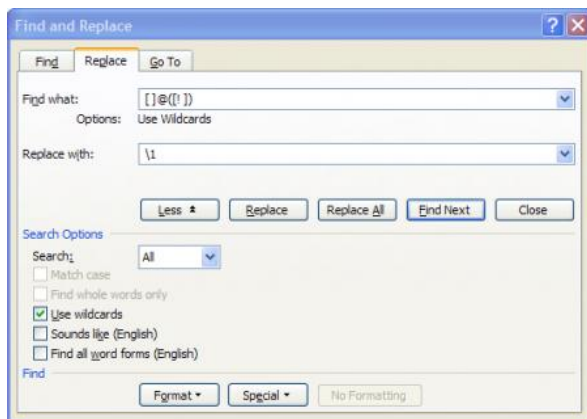 Find and Replace
Find Replace Go To
Find what: [ ]@([! ])
Options: Use Wildcards
Replace with: \1
Less Replace Replace All Find Next Close
Search Options
Search: All
Match case
Find whole words only
Use wildcards
Sounds like (English)
Find all word forms (English)
Find
Format Special No Formatting